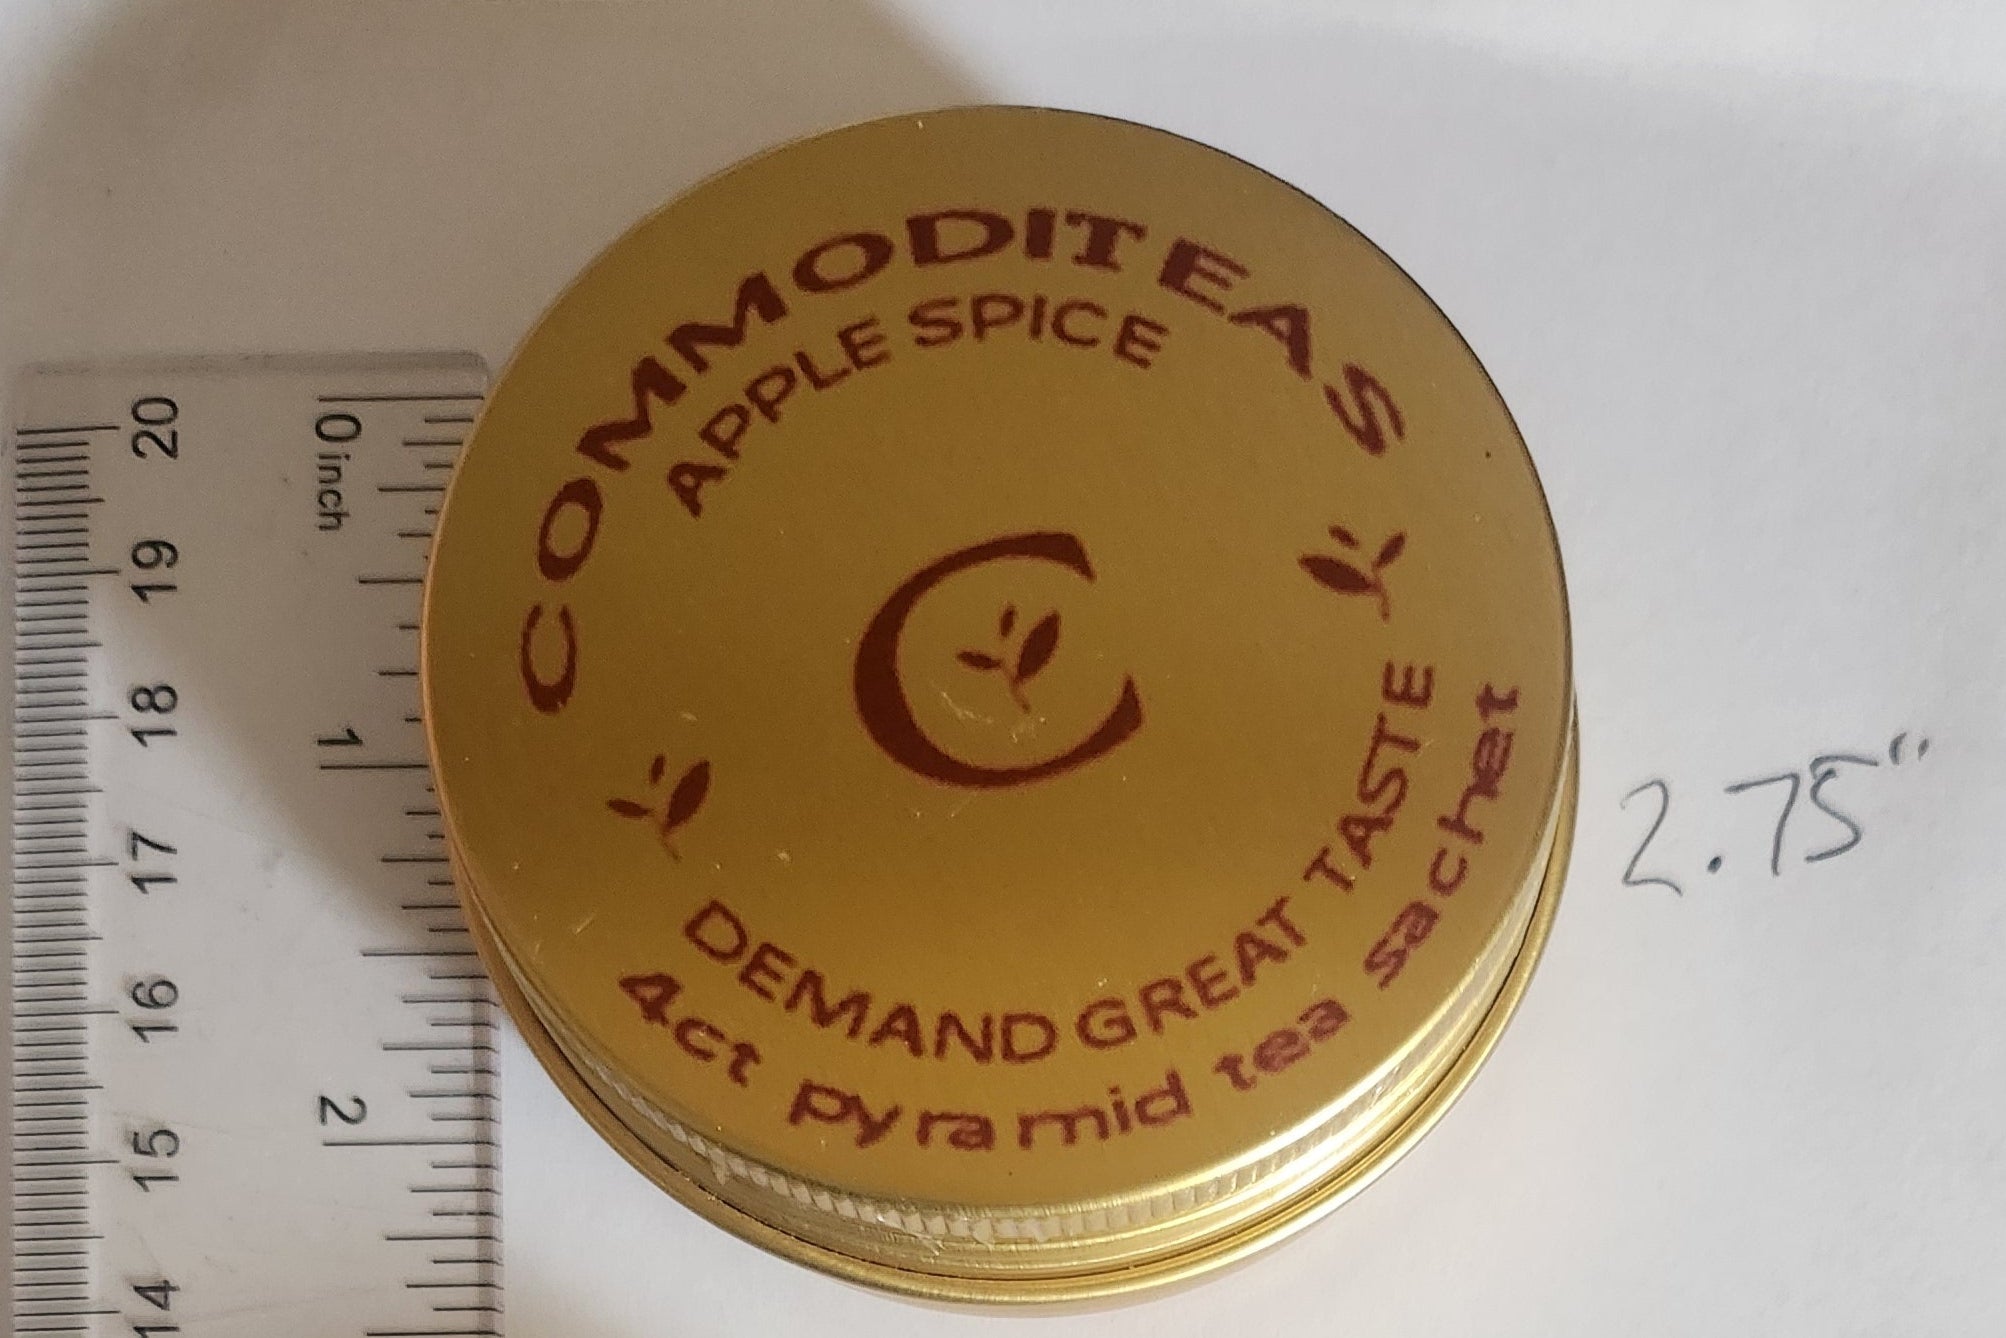 COMMODITEAS
APPLE SPICE
C
DEMAND GREAT TASTE
4ct pyramid tea sachet
2.75"
0 inch
1
2
20
19
18
17
16
15
14